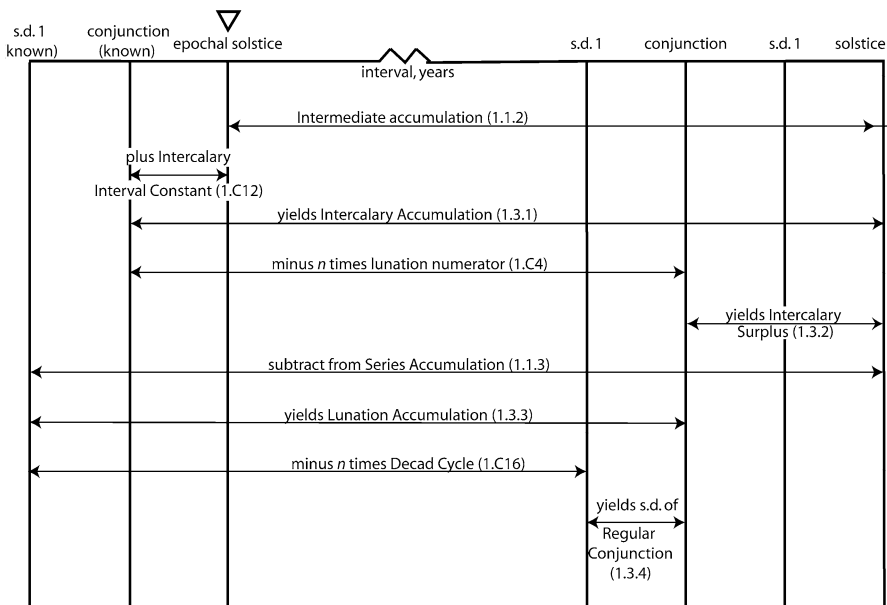 s.d. 1
known)
conjunction
(known)
epochal solstice
interval, years
s.d. 1
conjunction
s.d. 1
solstice
Intermediate accumulation (1.1.2)
plus Intercalary
Interval Constant (1.C12)
yields Intercalary Accumulation (1.3.1)
minus n times lunation numerator (1.C4)
yields Intercalary
Surplus (1.3.2)
subtract from Series Accumulation (1.1.3)
yields Lunation Accumulation (1.3.3)
minus n times Decad Cycle (1.C16)
yields s.d. of
Regular
Conjunction
(1.3.4)